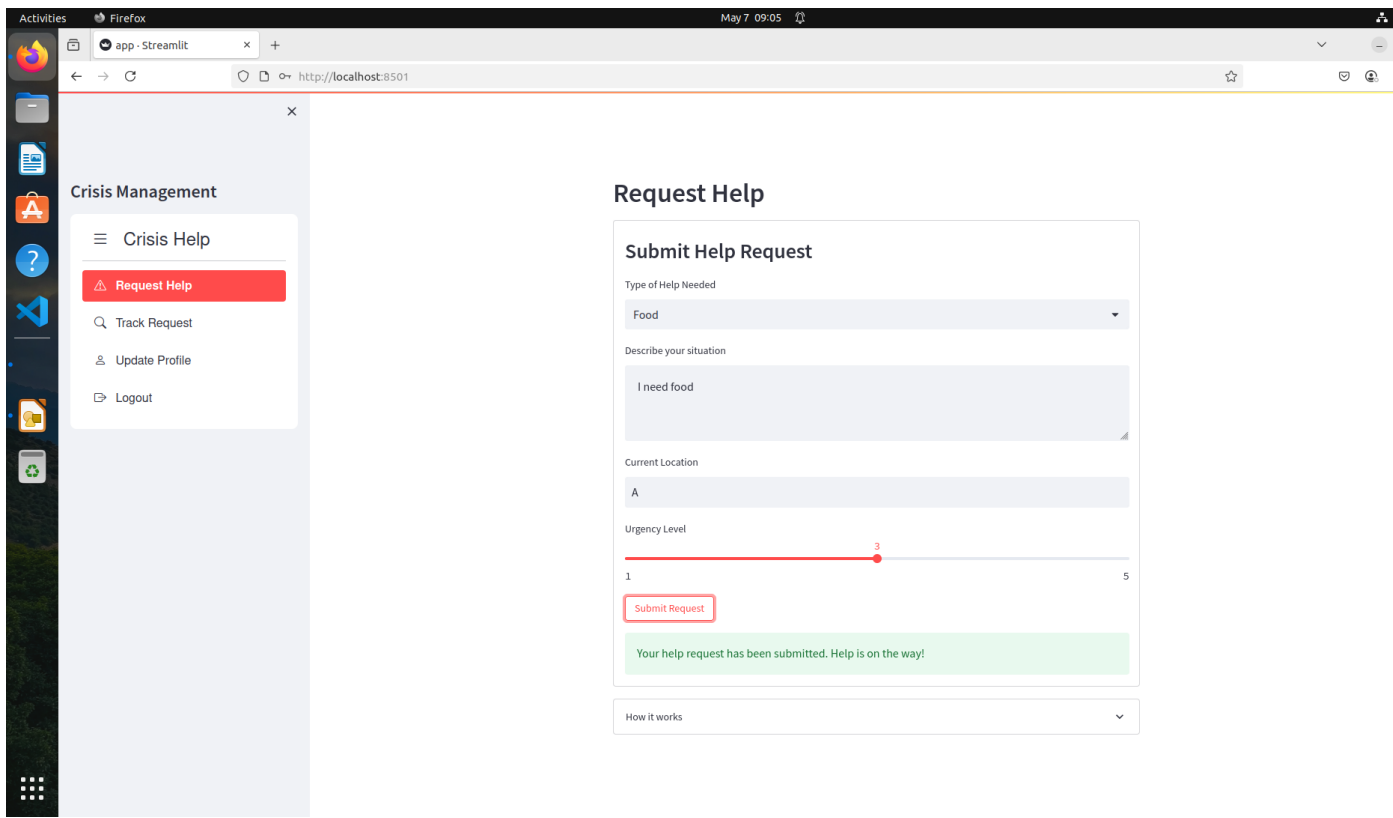 Activities Firefox May 7 09:05
app · Streamlit
http://localhost:8501
Crisis Management
Crisis Help
Request Help
Track Request
Update Profile
Logout
Request Help
Submit Help Request
Type of Help Needed
Food
Describe your situation
I need food
Current Location
A
Urgency Level
3
1 5
Submit Request
Your help request has been submitted. Help is on the way!
How it works